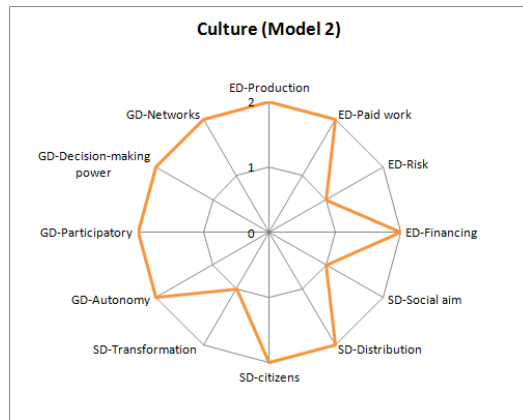 Culture (Model 2)
ED-Production
GD-Networks
ED-Paid work
2
GD-Decision-making
power
ED-Risk
1
GD-Participatory
0
ED-Financing
GD-Autonomy
SD-Social aim
SD-Transformation
SD-Distribution
SD-citizens